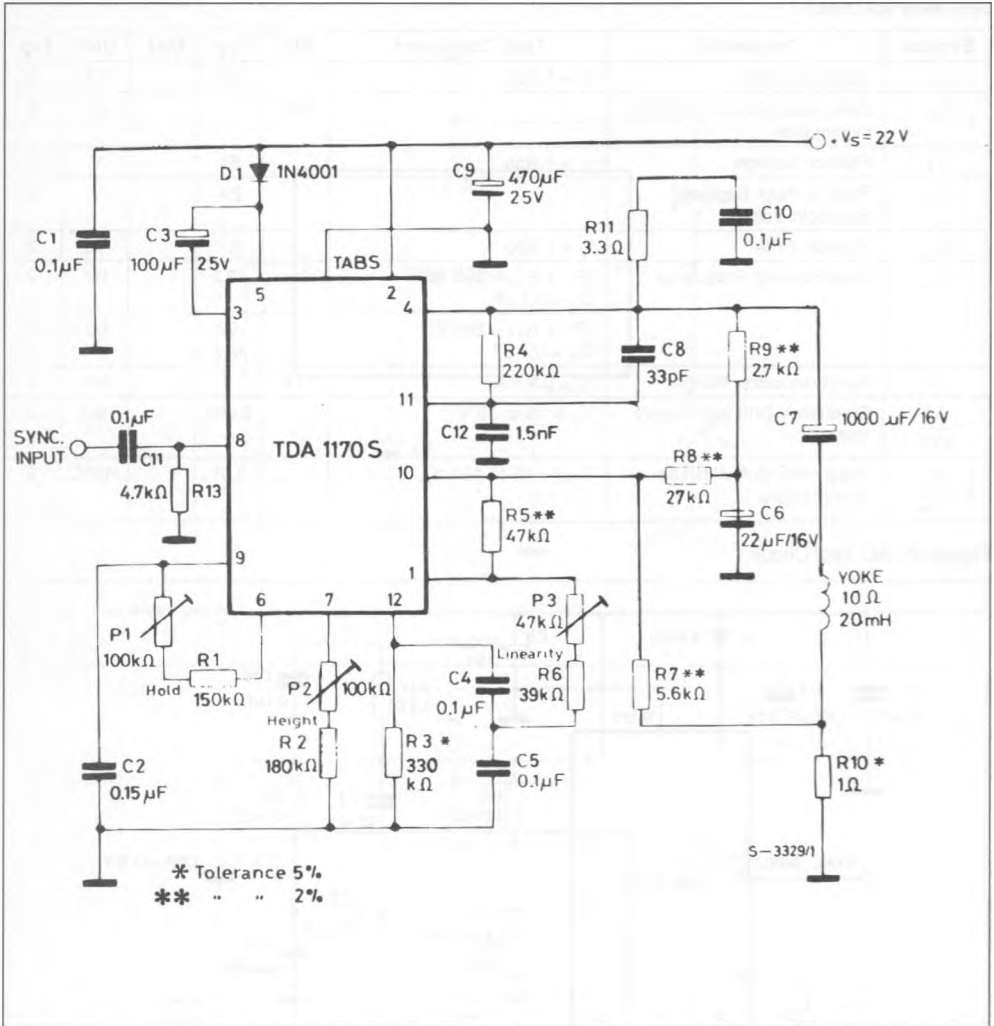 + Vs = 22 V
D1 1N4001
C9 470µF
25V
C1
0.1µF
C3
100µF 25V
TABS
R11
3.3Ω
C10
0.1µF
5
2
3
4
R4
220kΩ
C8
33pF
R9 **
2.7 kΩ
C7
1000 µF/16V
11
C12 1.5nF
0.1µF
SYNC.
INPUT
C11
8
TDA 1170 S
10
R8 **
27kΩ
4.7kΩ R13
R5 **
47kΩ
C6
22µF/16V
9
1
6
7
12
YOKE
10 Ω
20mH
P1
100kΩ
Hold
R1
150kΩ
P2 100kΩ
Height
R2
180kΩ
P3
47kΩ
Linearity
R6
39kΩ
R7 **
5.6kΩ
C4
0.1µF
C2
0.15µF
R3 *
330
kΩ
C5
0.1µF
R10 *
1Ω
S-3329/1
* Tolerance 5%
** " " 2%